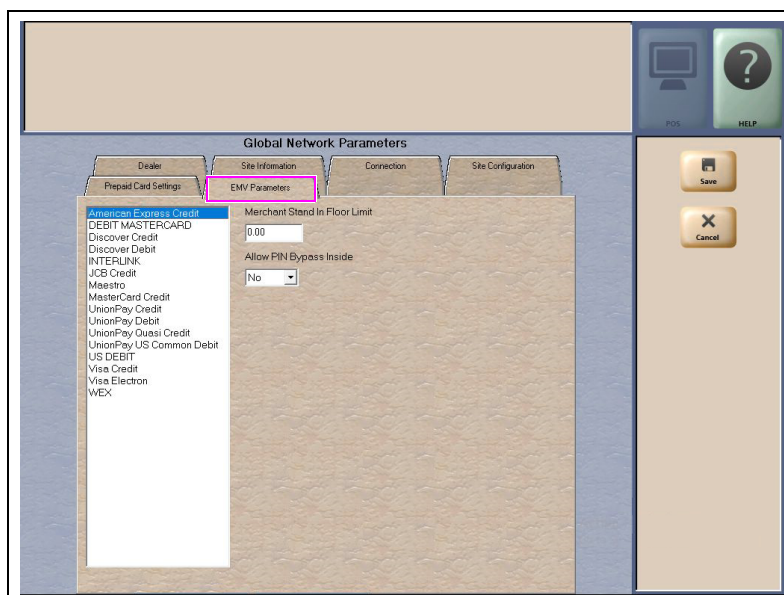 POS
HELP
Global Network Parameters
Dealer
Site Information
Connection
Site Configuration
Prepaid Card Settings
EMV Parameters
American Express Credit
DEBIT MASTERCARD
Discover Credit
Discover Debit
INTERLINK
JCB Credit
Maestro
MasterCard Credit
UnionPay Credit
UnionPay Debit
UnionPay Quasi Credit
UnionPay US Common Debit
US DEBIT
Visa Credit
Visa Electron
WEX
Merchant Stand In Floor Limit
0.00
Allow PIN Bypass Inside
No
Save
Cancel